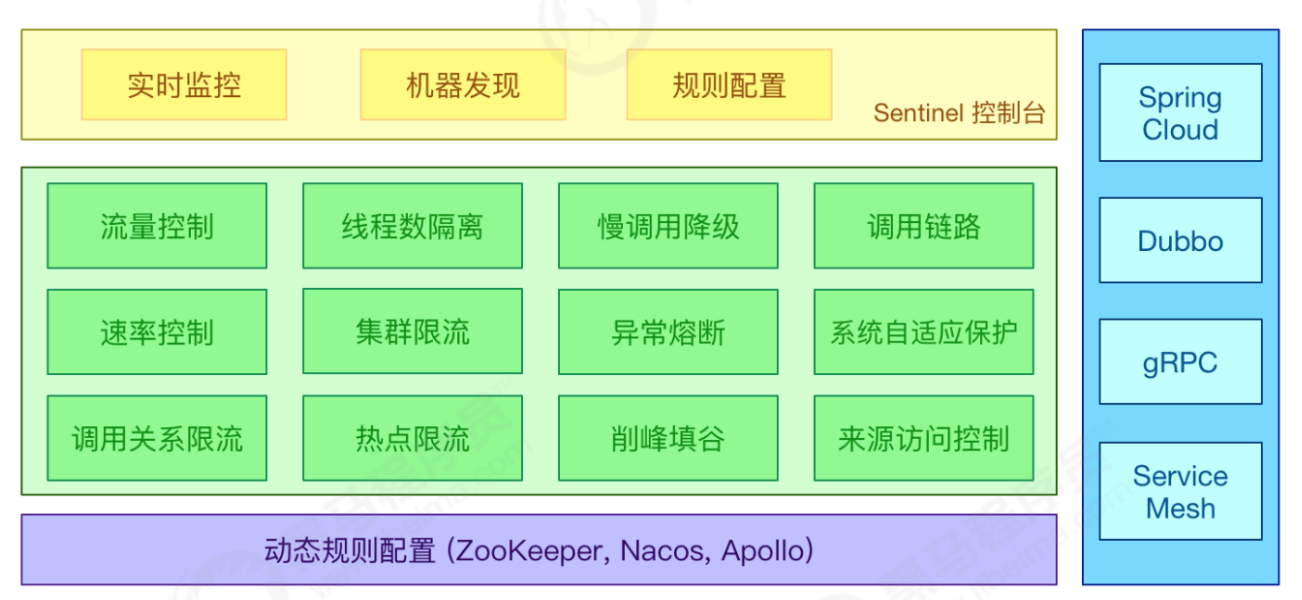 实时监控
机器发现
规则配置
Sentinel 控制台
流量控制
线程数隔离
慢调用降级
调用链路
速率控制
集群限流
异常熔断
系统自适应保护
调用关系限流
热点限流
削峰填谷
来源访问控制
动态规则配置 (ZooKeeper, Nacos, Apollo)
Spring
Cloud
Dubbo
gRPC
Service
Mesh